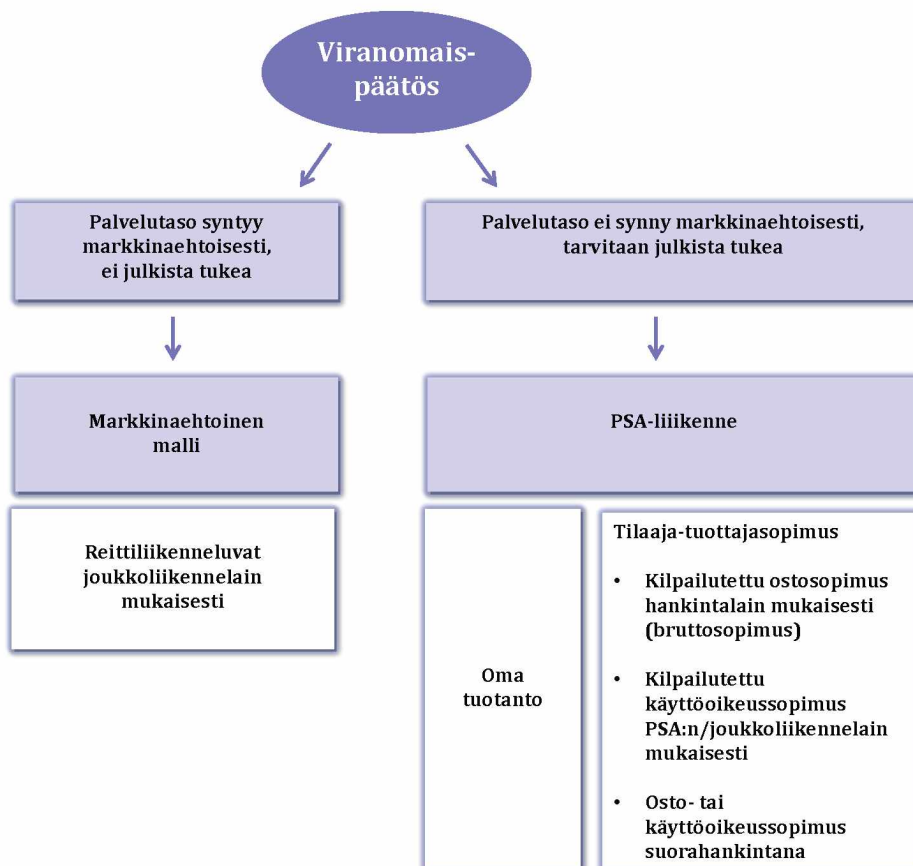 Viranomais-
päätös
Palvelutaso syntyy
markkinaehtoisesti,
ei julkista tukea
Palvelutaso ei synny markkinaehtoisesti,
tarvitaan julkista tukea
Markkinaehtoinen
malli
PSA-liiikenne
Reittiliikenneluvat
joukkoliikennelain
mukaisesti
Oma
tuotanto
Tilaaja-tuottajasopimus
• Kilpailutettu ostosopimus
hankintalain mukaisesti
(bruttosopimus)
• Kilpailutettu
käyttöoikeussopimus
PSA:n/joukkoliikennelain
mukaisesti
• Osto- tai
käyttöoikeussopimus
suorahankintana